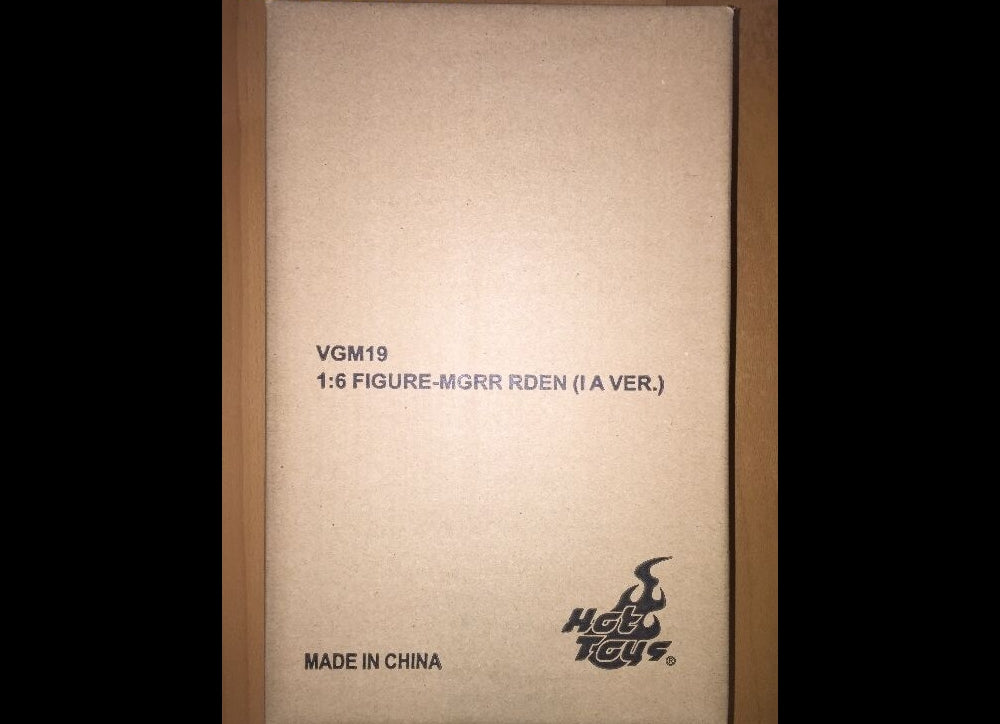 VGM19
1:6 FIGURE-MGRR RDEN (I A VER.)
Hot
Toys®
MADE IN CHINA